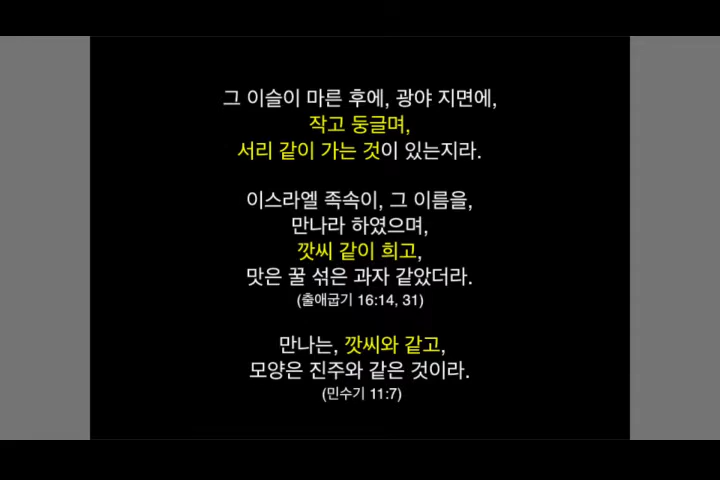 그 이슬이 마른 후에, 광야 지면에,
작고 둥글며,
서리 같이 가는 것이 있는지라.
이스라엘 족속이, 그 이름을,
만나라 하였으며,
깟씨 같이 희고,
맛은 꿀 섞은 과자 같았더라.
(출애굽기 16:14, 31)
만나는, 깟씨와 같고,
모양은 진주와 같은 것이라.
(민수기 11:7)